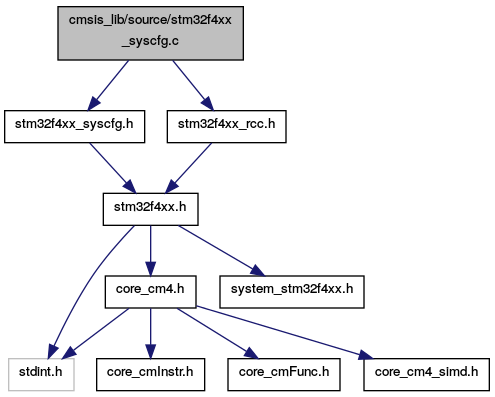 cmsis_lib/source/stm32f4xx
_syscfg.c
stm32f4xx_syscfg.h
stm32f4xx_rcc.h
stm32f4xx.h
core_cm4.h
system_stm32f4xx.h
stdint.h
core_cmInstr.h
core_cmFunc.h
core_cm4_simd.h